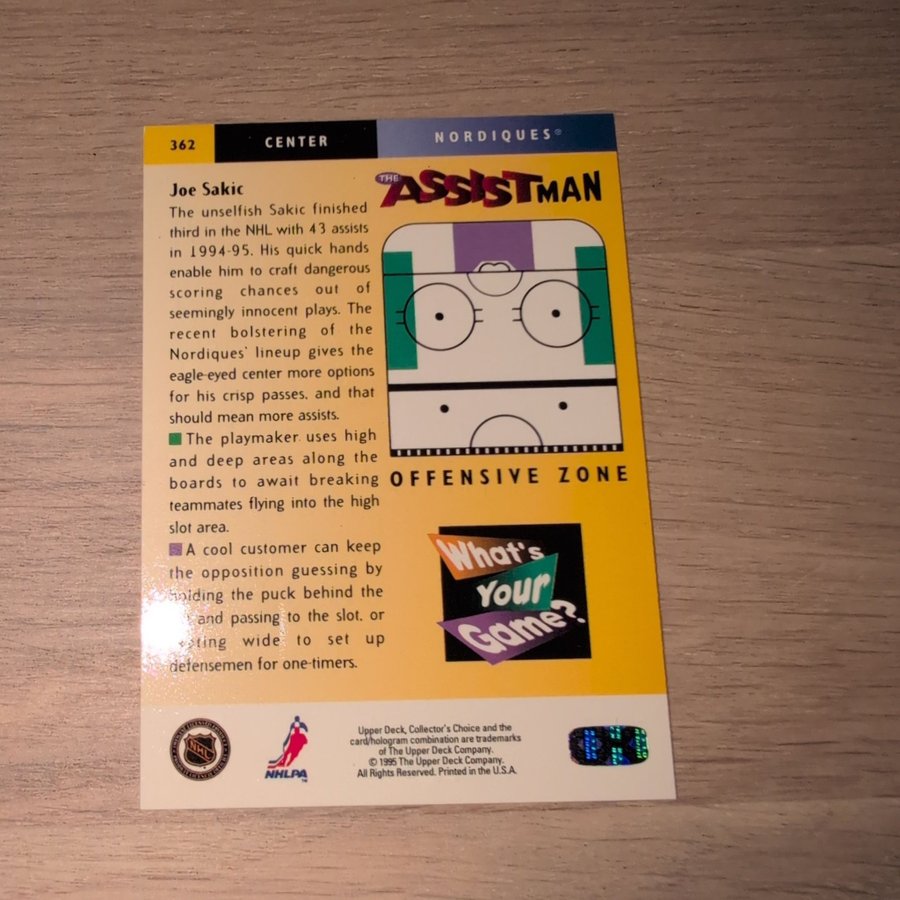 362 CENTER NORDIQUES®
Joe Sakic
The unselfish Sakic finished
third in the NHL with 43 assists
in 1994-95. His quick hands
enable him to craft dangerous
scoring chances out of
seemingly innocent plays. The
recent bolstering of the
Nordiques' lineup gives the
eagle-eyed center more options
for his crisp passes, and that
should mean more assists.
The playmaker uses high
and deep areas along the
boards to await breaking
teammates flying into the high
slot area.
A cool customer can keep
the opposition guessing by
holding the puck behind the
and passing to the slot, or
wide to set up
defensemen for one-timers.
THE ASSISTMAN
OFFENSIVE ZONE
What's
Your
Game?
NHL
NHLPA
Upper Deck, Collector's Choice and the
card/hologram combination are trademarks
of The Upper Deck Company.
© 1995 The Upper Deck Company.
All Rights Reserved. Printed in the U.S.A.